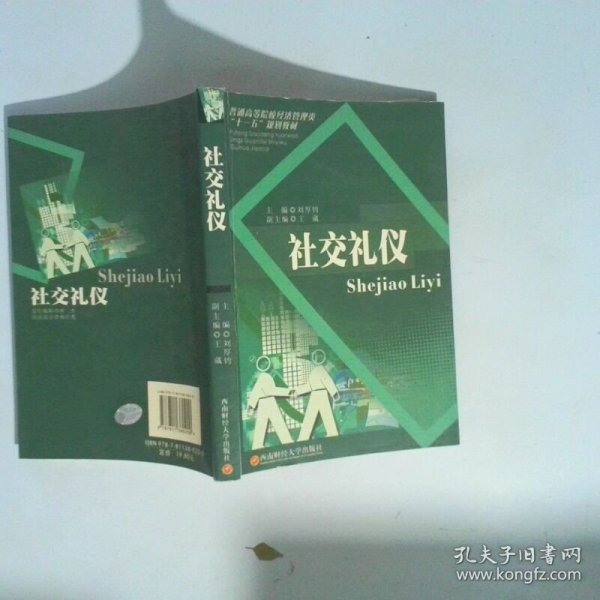 普通高等院校经济管理类
"十一五"规划教材
主 编◎刘厚钧
副主编◎王 藏
社交礼仪
Shejiao Liyi
西南财经大学出版社
社交礼仪
主 编◎刘厚钧
副主编◎王 藏
西南财经大学出版社
Shejiao Liyi
社交礼仪
孔夫子旧书网
www.kongfz.com